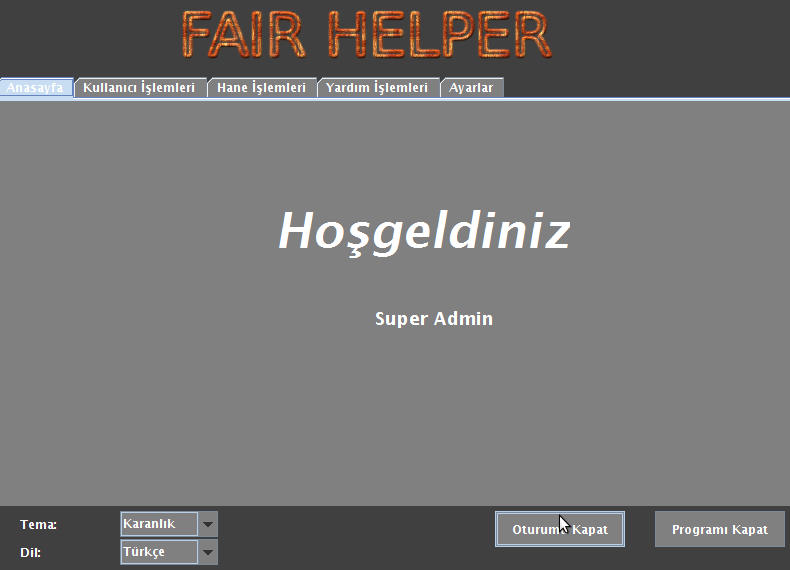 FAIR HELPER
Anasayfa Kullanıcı İşlemleri Hane İşlemleri Yardım İşlemleri Ayarlar
Hoşgeldiniz
Super Admin
Tema: Karanlık Oturumu Kapat Programı Kapat
Dil: Türkçe